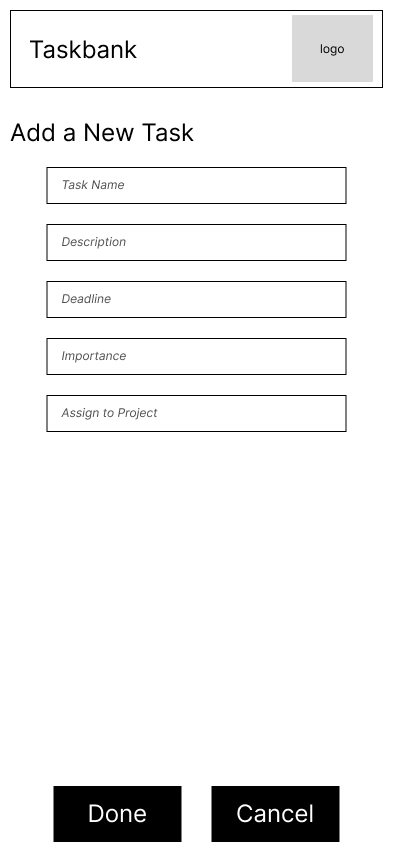 Taskbank
logo
Add a New Task
Task Name
Description
Deadline
Importance
Assign to Project
Done
Cancel